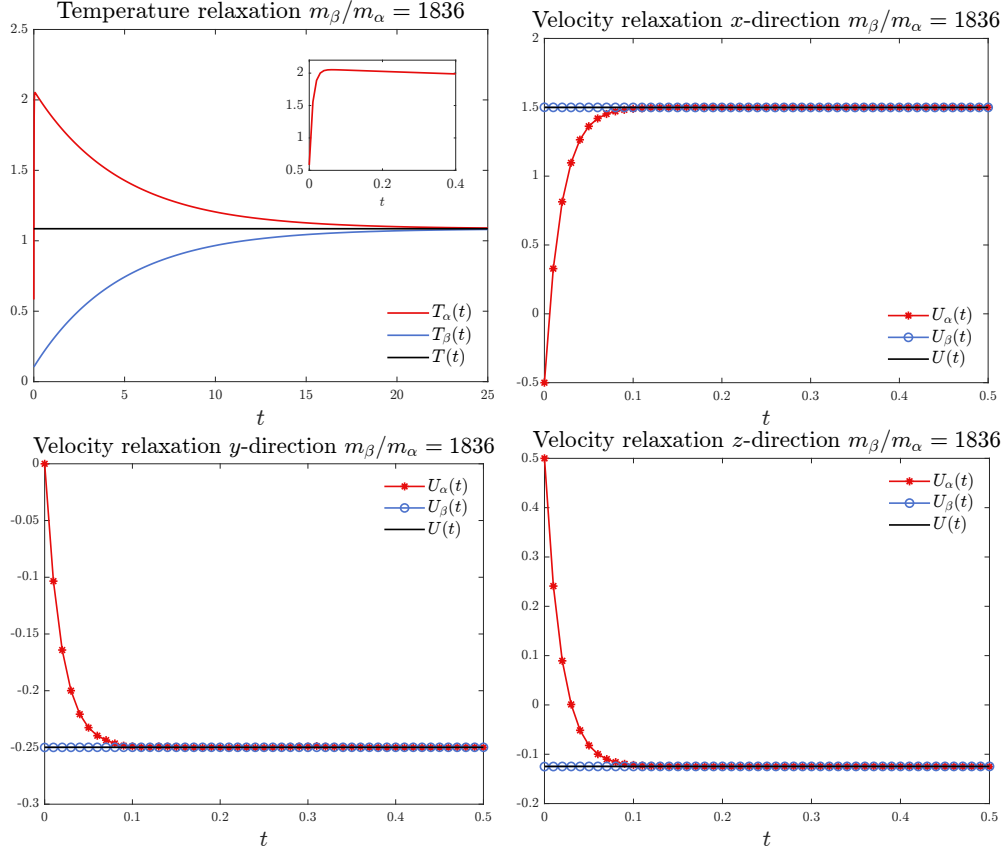 Temperature relaxation m_β/m_α = 1836
2.5
2
1.5
1
0.5
0
0
5
10
15
20
25
t
2
1.5
1
0.5
0
0.2
0.4
t
T_α(t)
T_β(t)
T(t)
Velocity relaxation x-direction m_β/m_α = 1836
2
1.5
1
0.5
0
-0.5
0
0.1
0.2
0.3
0.4
0.5
t
U_α(t)
U_β(t)
U(t)
Velocity relaxation y-direction m_β/m_α = 1836
0
-0.05
-0.1
-0.15
-0.2
-0.25
-0.3
0
0.1
0.2
0.3
0.4
0.5
t
U_α(t)
U_β(t)
U(t)
Velocity relaxation z-direction m_β/m_α = 1836
0.5
0.4
0.3
0.2
0.1
0
-0.1
-0.2
0
0.1
0.2
0.3
0.4
0.5
t
U_α(t)
U_β(t)
U(t)